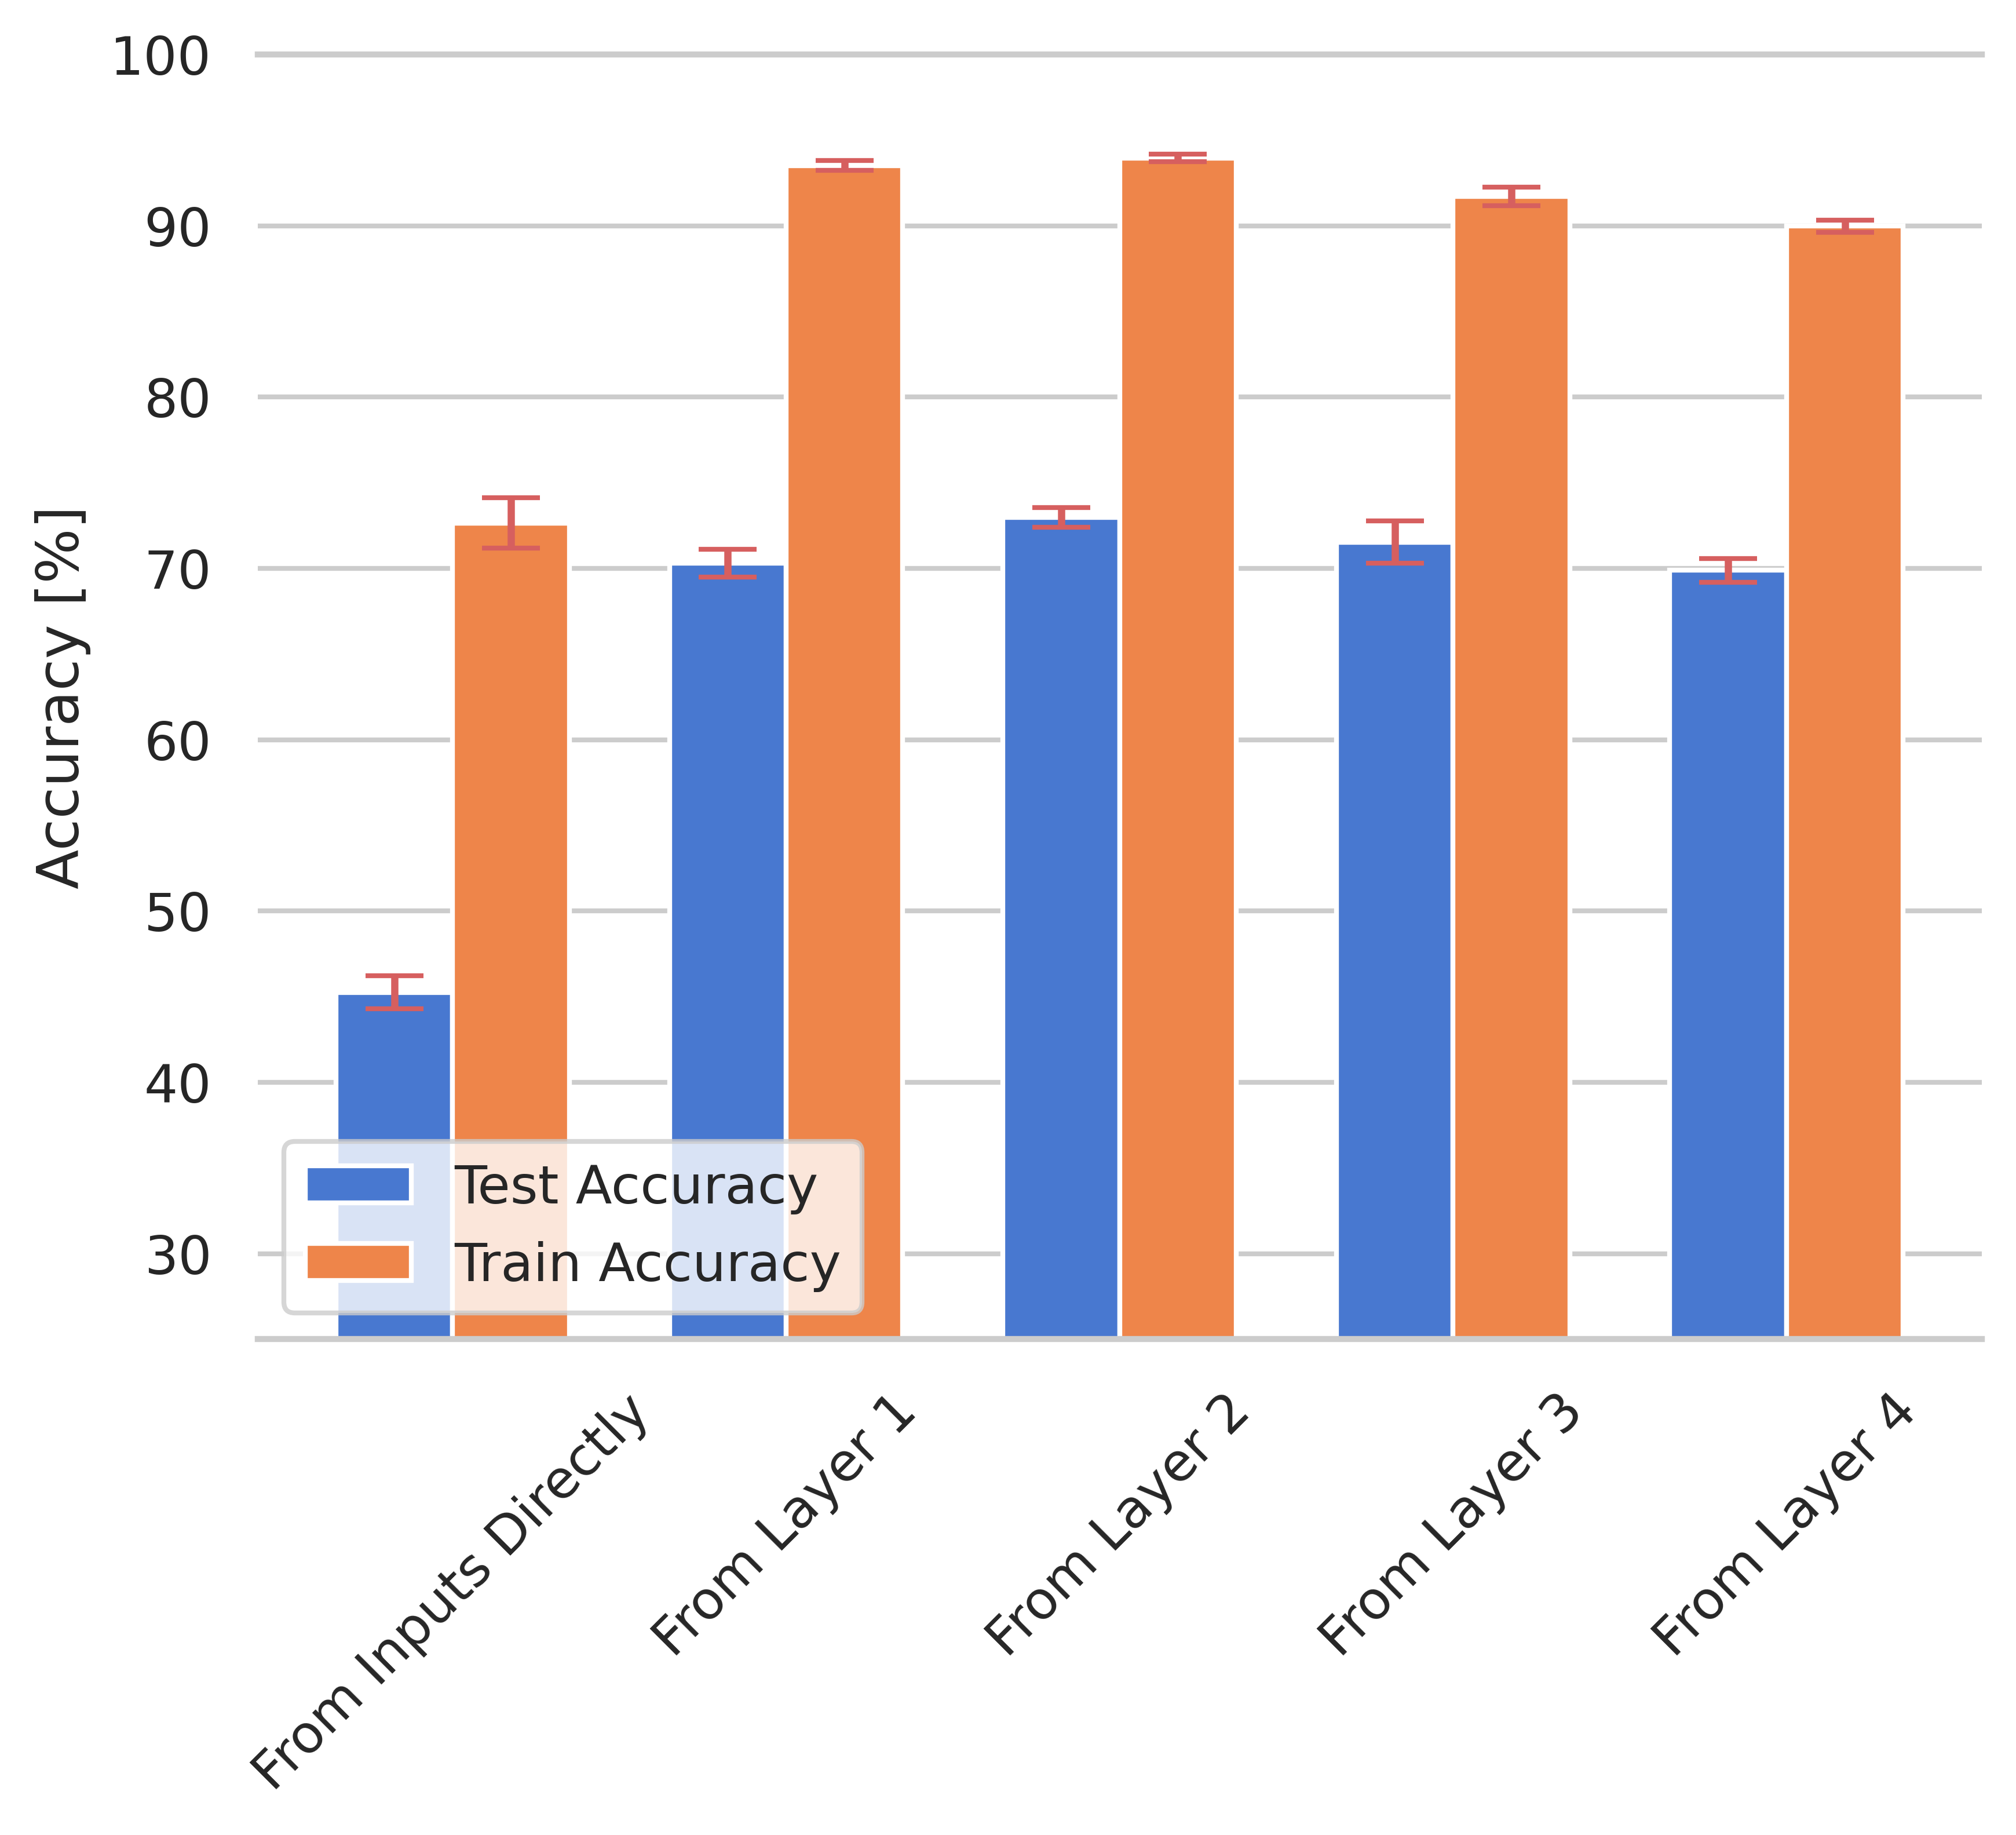 100
90
80
70
60
50
40
30
Accuracy [%]
Test Accuracy
Train Accuracy
From Inputs Directly
From Layer 1
From Layer 2
From Layer 3
From Layer 4